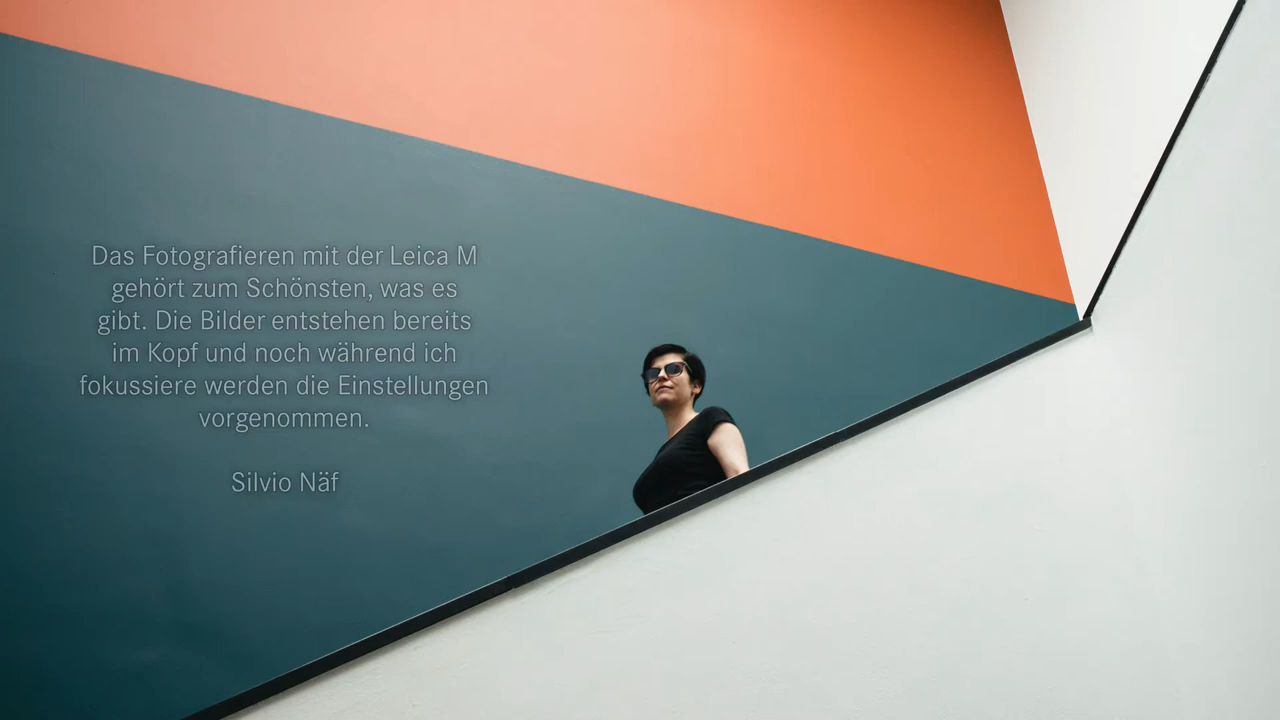 Das Fotografieren mit der Leica M
gehört zum Schönsten, was es
gibt. Die Bilder entstehen bereits
im Kopf und noch während ich
fokussiere werden die Einstellungen
vorgenommen.
Silvio Näf